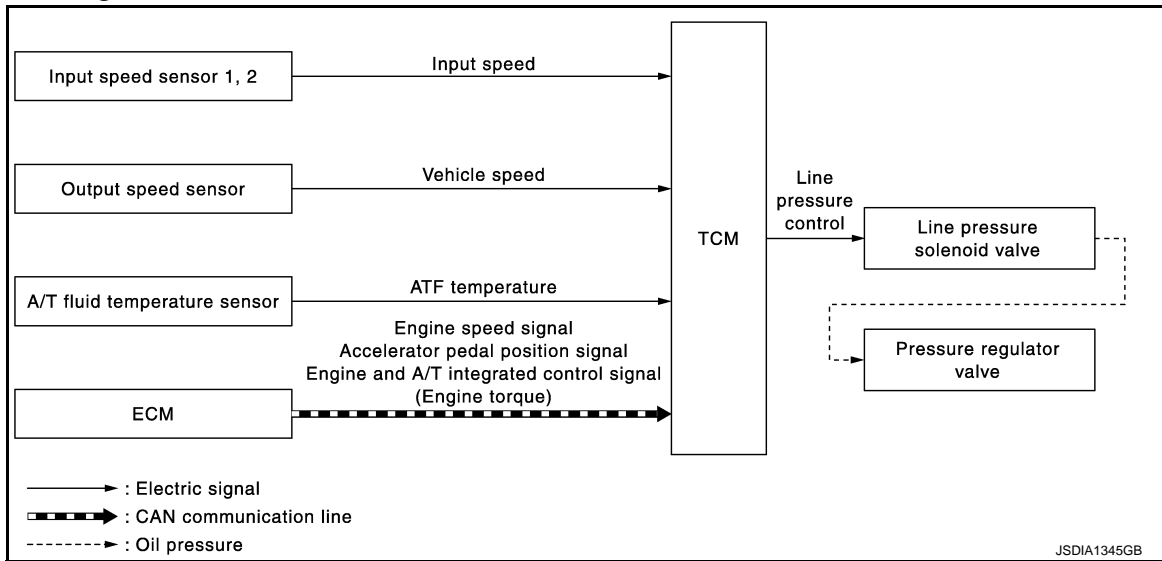 Input speed sensor 1, 2
Input speed
Output speed sensor
Vehicle speed
A/T fluid temperature sensor
ATF temperature
Engine speed signal
Accelerator pedal position signal
Engine and A/T integrated control signal
(Engine torque)
ECM
TCM
Line
pressure
control
Line pressure
solenoid valve
Pressure regulator
valve
: Electric signal
: CAN communication line
: Oil pressure
JSDIA1345GB